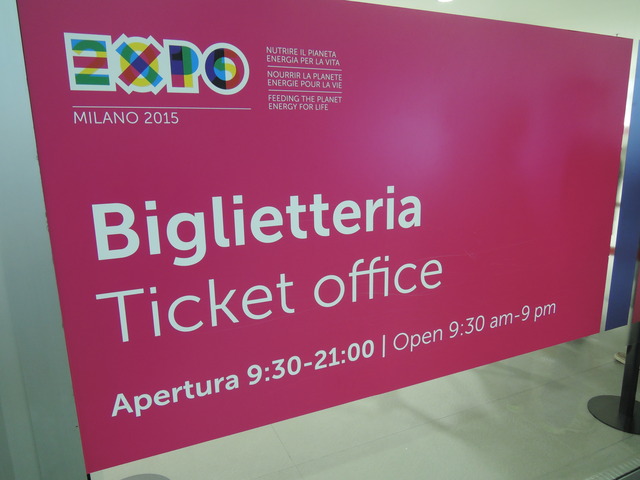 EXPO
MILANO 2015
NUTRIRE IL PIANETA
ENERGIA PER LA VITA
NOURRIR LA PLANETE
ENERGIE POUR LA VIE
FEEDING THE PLANET
ENERGY FOR LIFE
Biglietteria
Ticket office
Apertura 9:30-21:00 | Open 9:30 am-9 pm